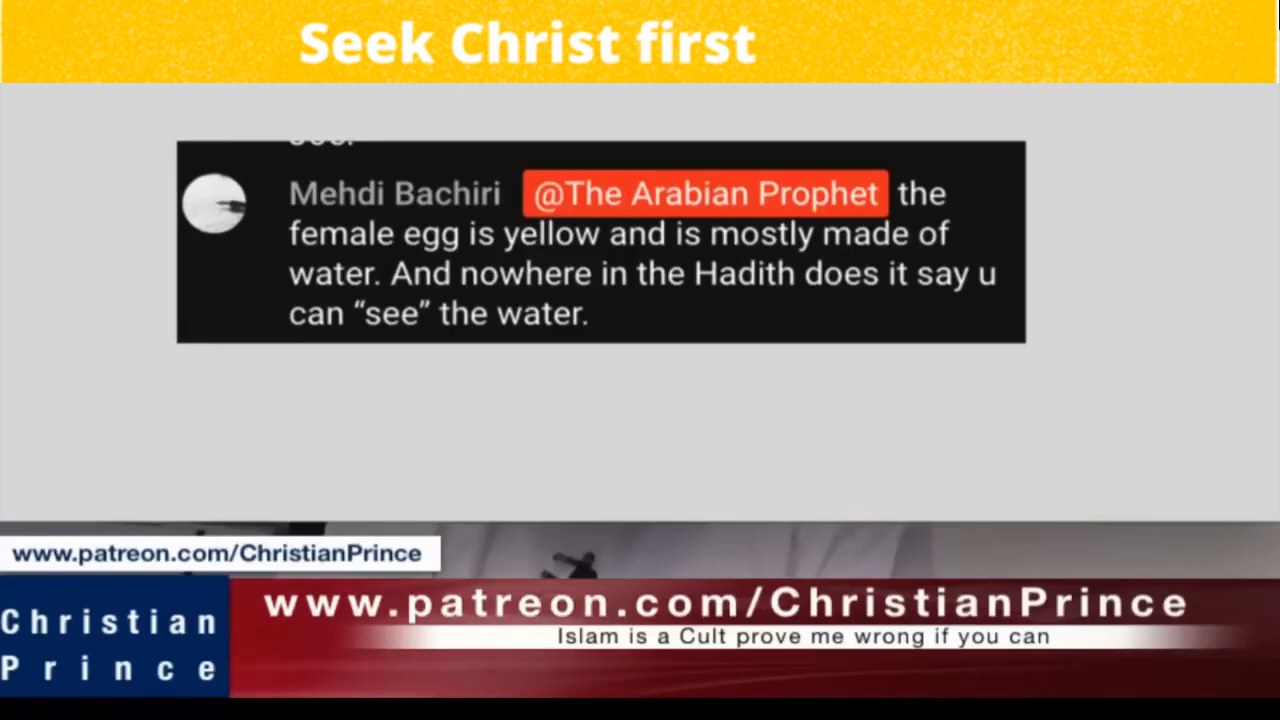 Seek Christ first
Mehdi Bachiri @The Arabian Prophet the
female egg is yellow and is mostly made of
water. And nowhere in the Hadith does it say u
can “see” the water.
www.patreon.com/ChristianPrince
Christian
Prince
www.patreon.com/ChristianPrince
Islam is a Cult prove me wrong if you can